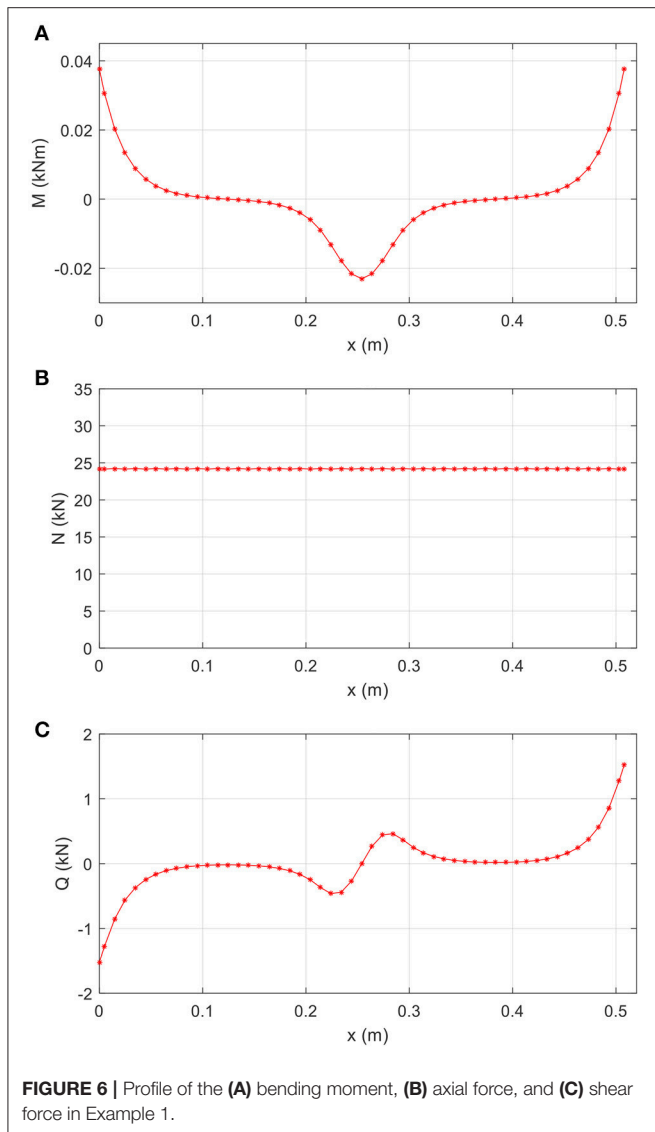 A
0.04
0.02
0
-0.02
M (kNm)
0 0.1 0.2 0.3 0.4 0.5
x (m)
B
35
30
25
20
15
10
5
0
N (kN)
0 0.1 0.2 0.3 0.4 0.5
x (m)
C
2
1
0
-1
-2
Q (kN)
0 0.1 0.2 0.3 0.4 0.5
x (m)
FIGURE 6 | Profile of the (A) bending moment, (B) axial force, and (C) shear
force in Example 1.